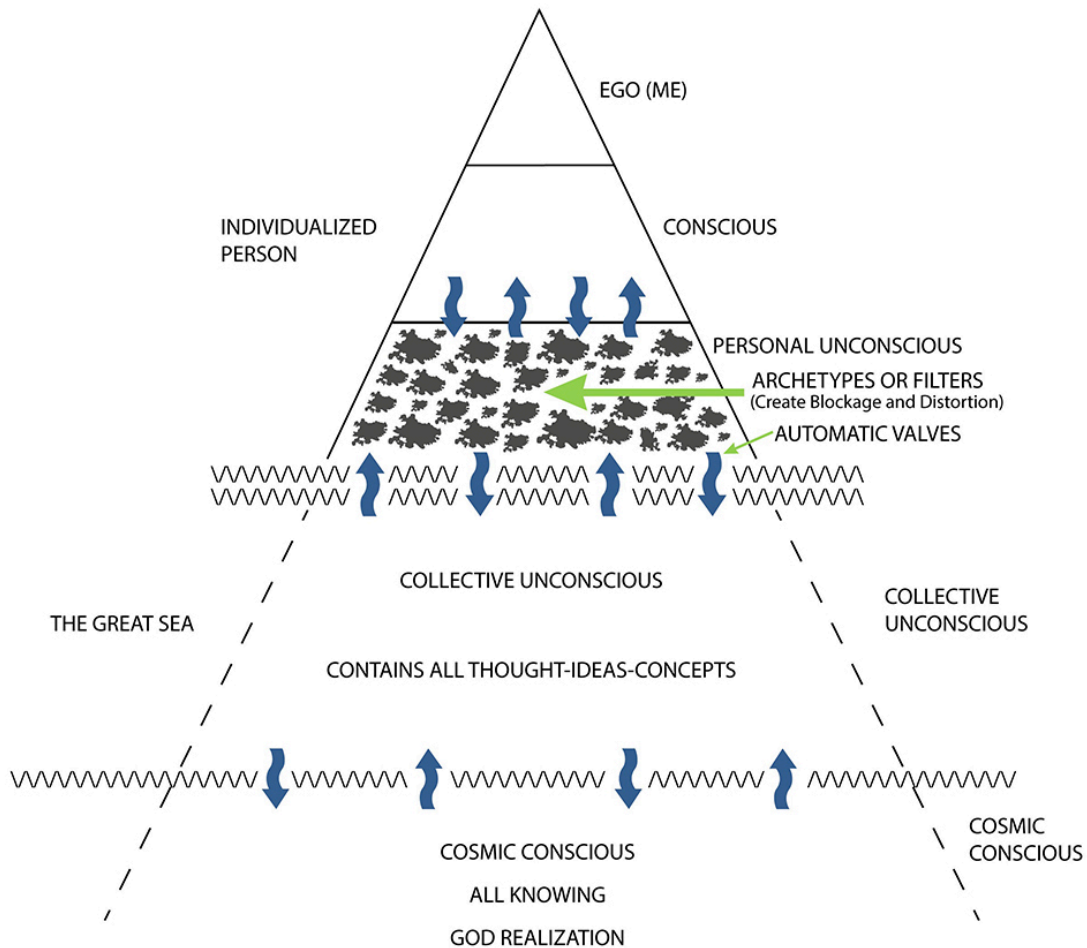 EGO (ME)
INDIVIDUALIZED
PERSON
CONSCIOUS
PERSONAL UNCONSCIOUS
ARCHETYPES OR FILTERS
(Create Blockage and Distortion)
AUTOMATIC VALVES
COLLECTIVE UNCONSCIOUS
THE GREAT SEA
COLLECTIVE
UNCONSCIOUS
CONTAINS ALL THOUGHT-IDEAS-CONCEPTS
COSMIC CONSCIOUS
COSMIC
CONSCIOUS
ALL KNOWING
GOD REALIZATION